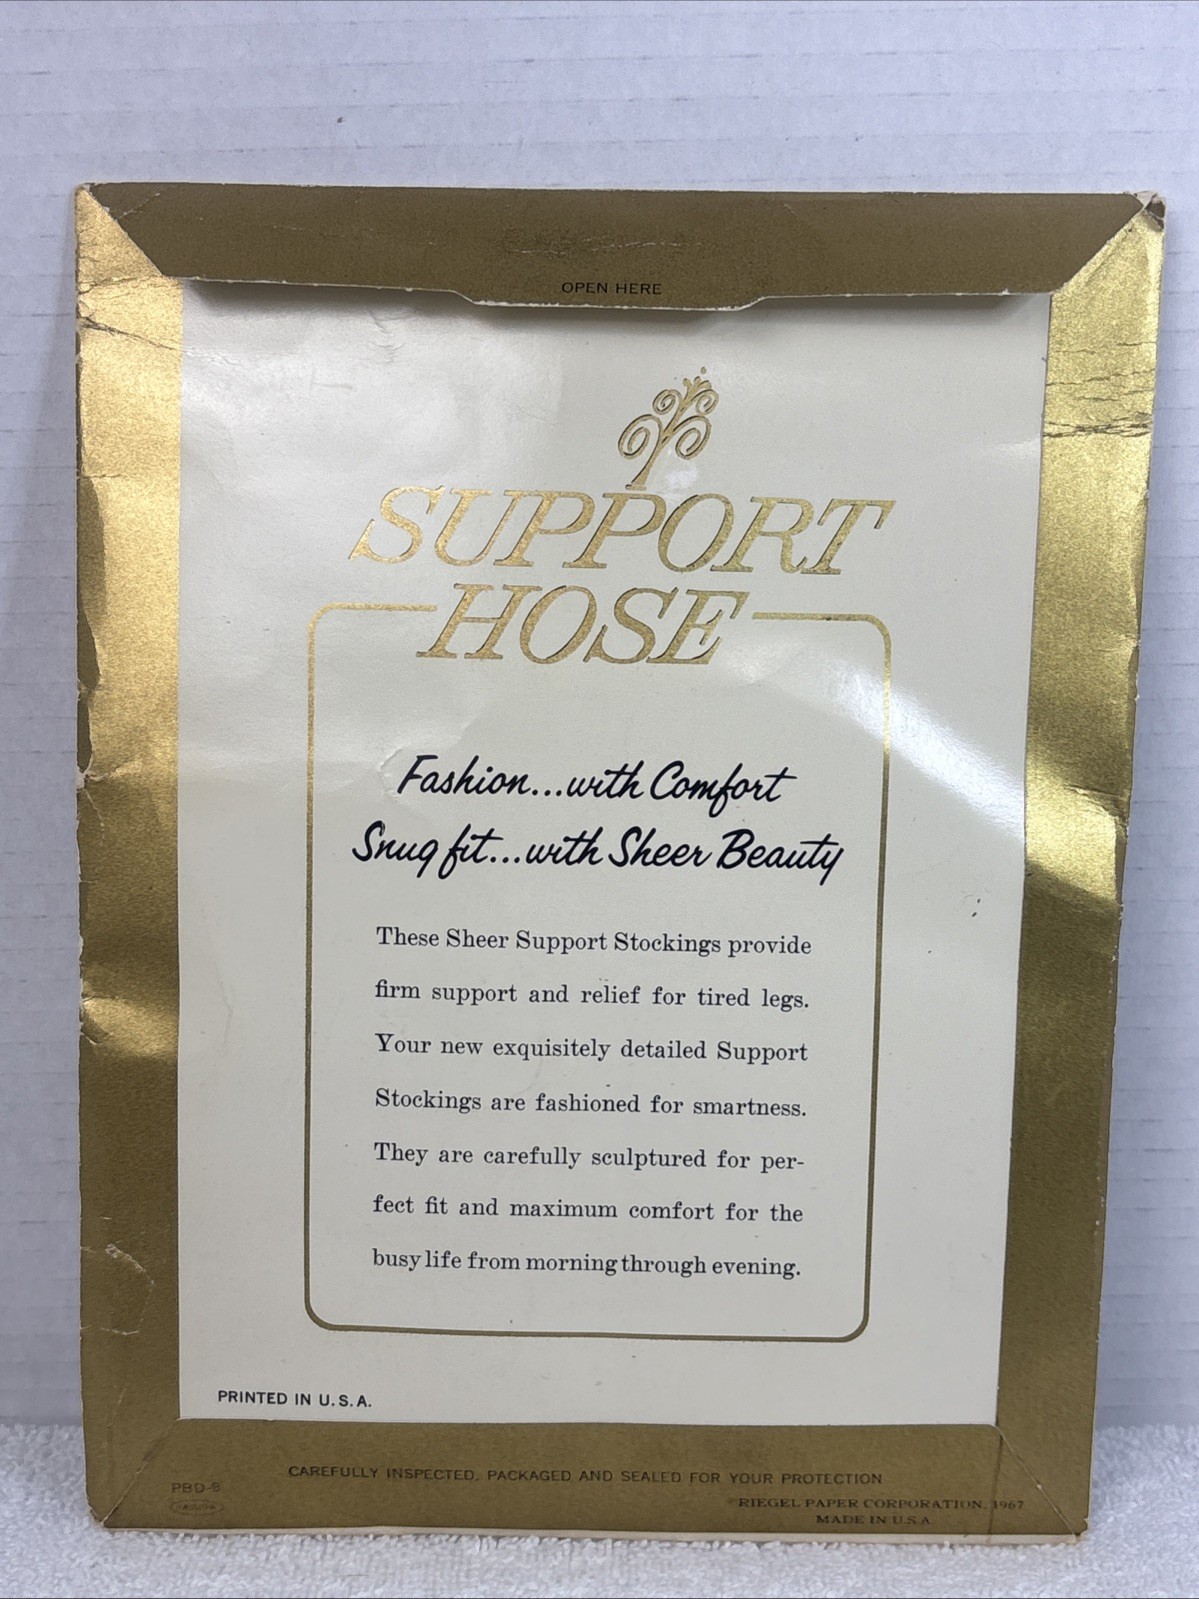 OPEN HERE
SUPPORT
HOSE
Fashion...with Comfort
Snug fit...with Sheer Beauty
These Sheer Support Stockings provide
firm support and relief for tired legs.
Your new exquisitely detailed Support
Stockings are fashioned for smartness.
They are carefully sculptured for per-
fect fit and maximum comfort for the
busy life from morning through evening.
PRINTED IN U.S.A.
CAREFULLY INSPECTED, PACKAGED AND SEALED FOR YOUR PROTECTION
PBD-8
RIEGEL PAPER CORPORATION, 1967
MADE IN U.S.A.